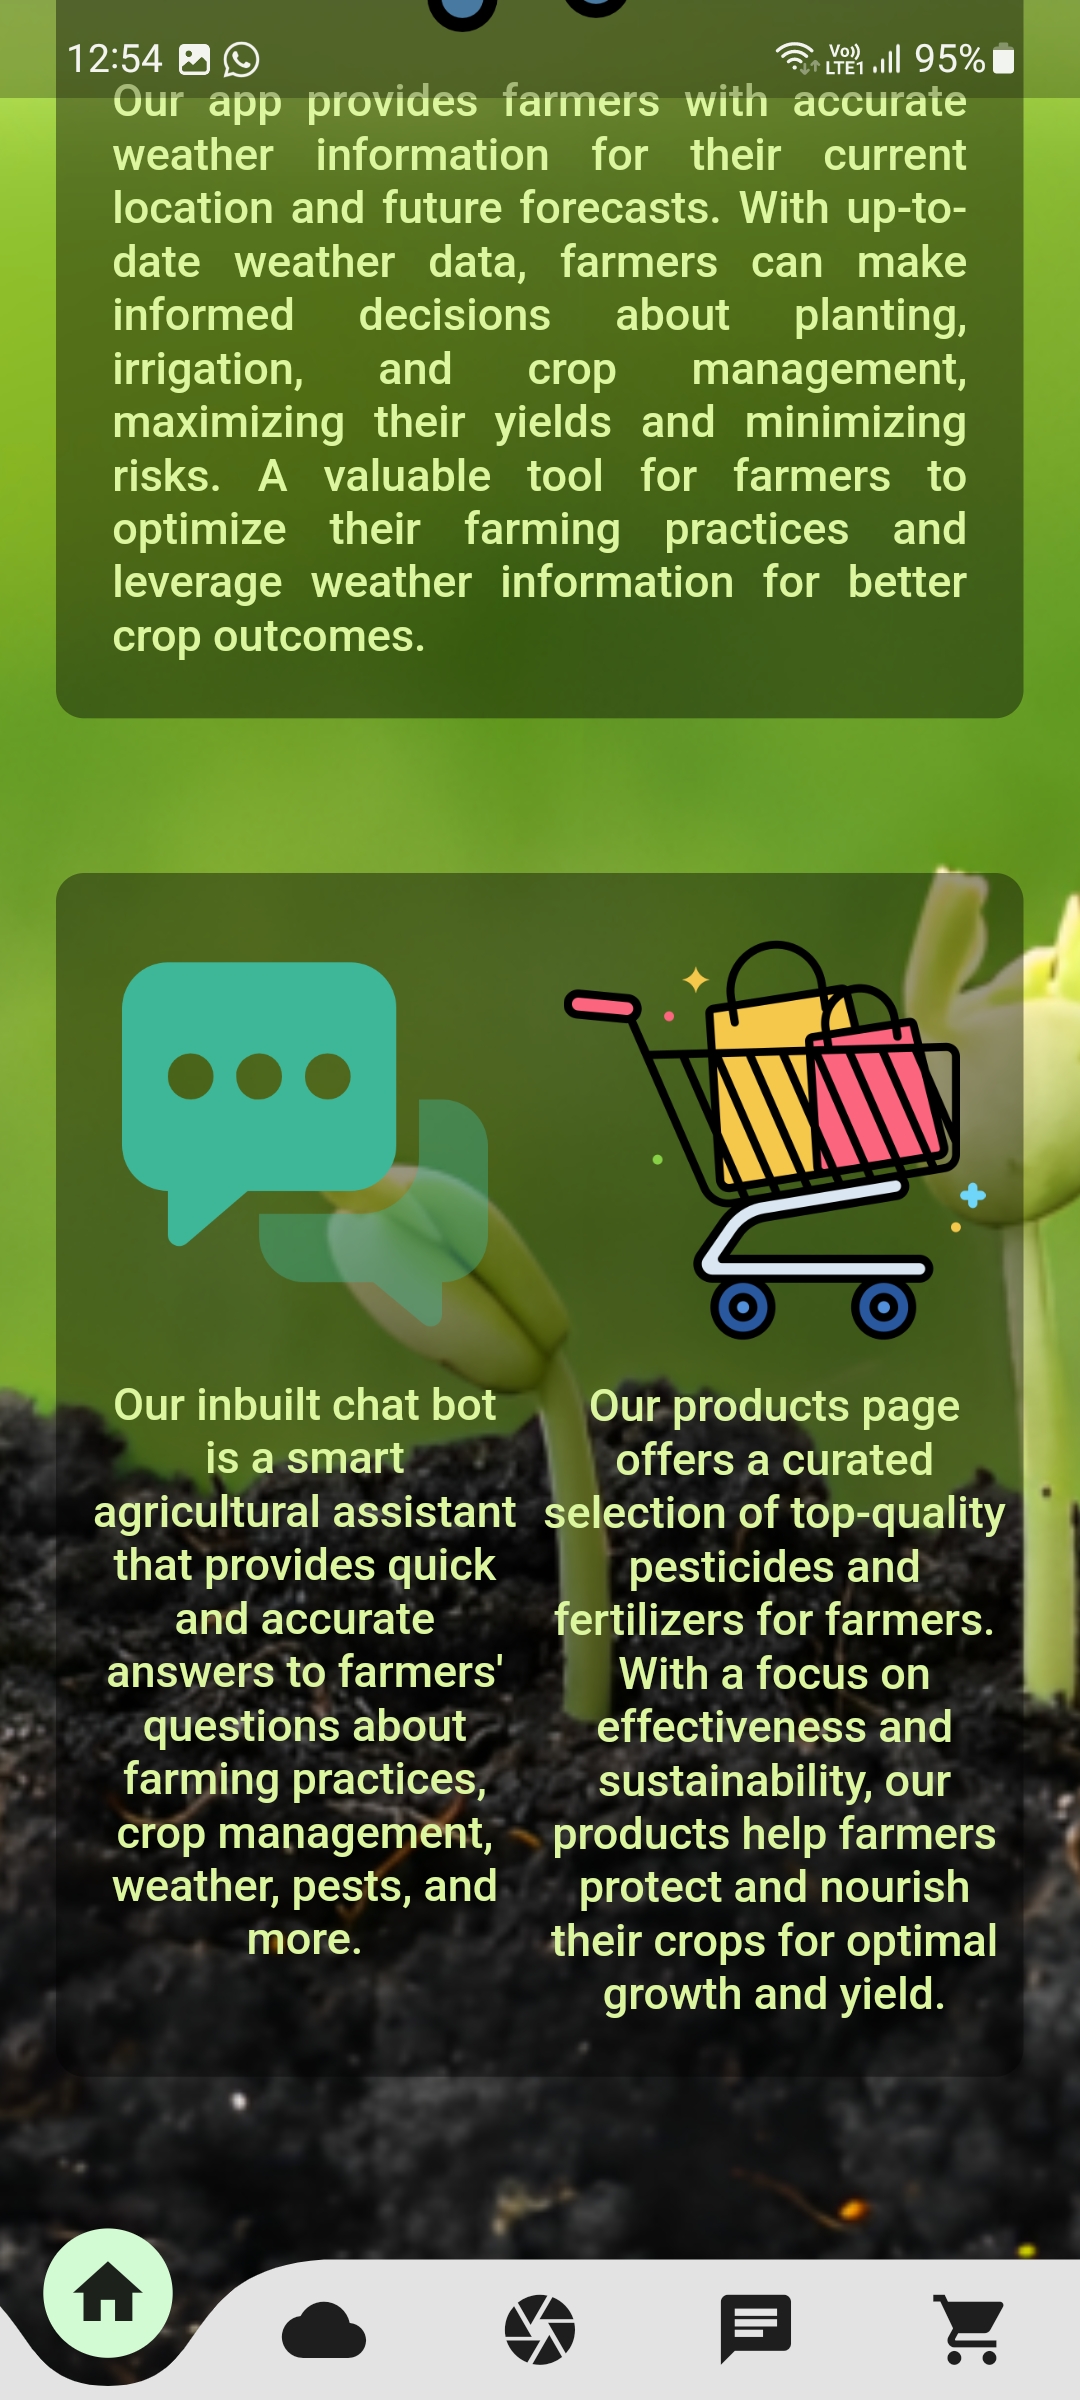 12:54
Vo))
LTE1
95%
Our app provides farmers with accurate
weather information for their current
location and future forecasts. With up-to-
date weather data, farmers can make
informed decisions about planting,
irrigation, and crop management,
maximizing their yields and minimizing
risks. A valuable tool for farmers to
optimize their farming practices and
leverage weather information for better
crop outcomes.
Our inbuilt chat bot
is a smart
agricultural assistant
that provides quick
and accurate
answers to farmers'
questions about
farming practices,
crop management,
weather, pests, and
more.
Our products page
offers a curated
selection of top-quality
pesticides and
fertilizers for farmers.
With a focus on
effectiveness and
sustainability, our
products help farmers
protect and nourish
their crops for optimal
growth and yield.